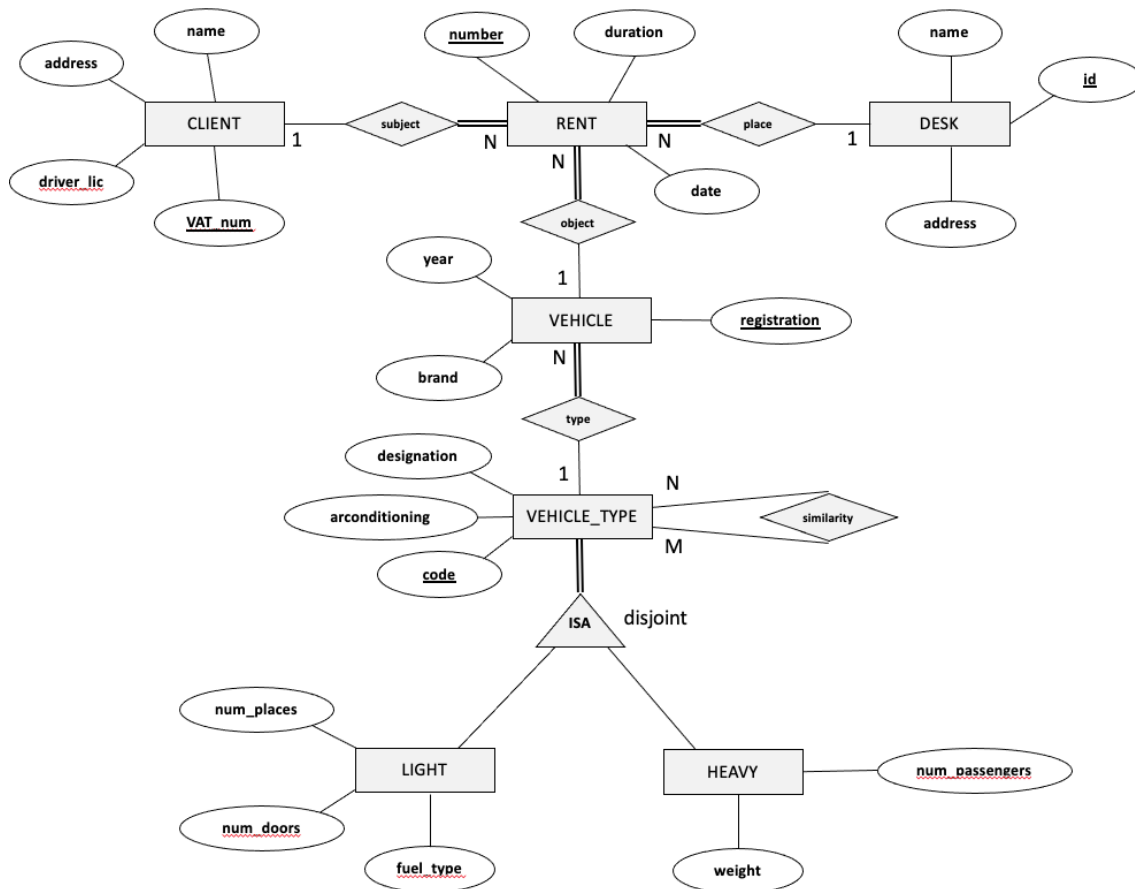 name
number
duration
name
address
id
CLIENT
subject
RENT
place
DESK
1
N
N
1
N
driver_lic
date
VAT_num
object
address
year
1
VEHICLE
registration
N
brand
type
designation
1
N
arconditioning
VEHICLE_TYPE
similarity
M
code
ISA
disjoint
num_places
LIGHT
HEAVY
num_passengers
num_doors
fuel_type
weight